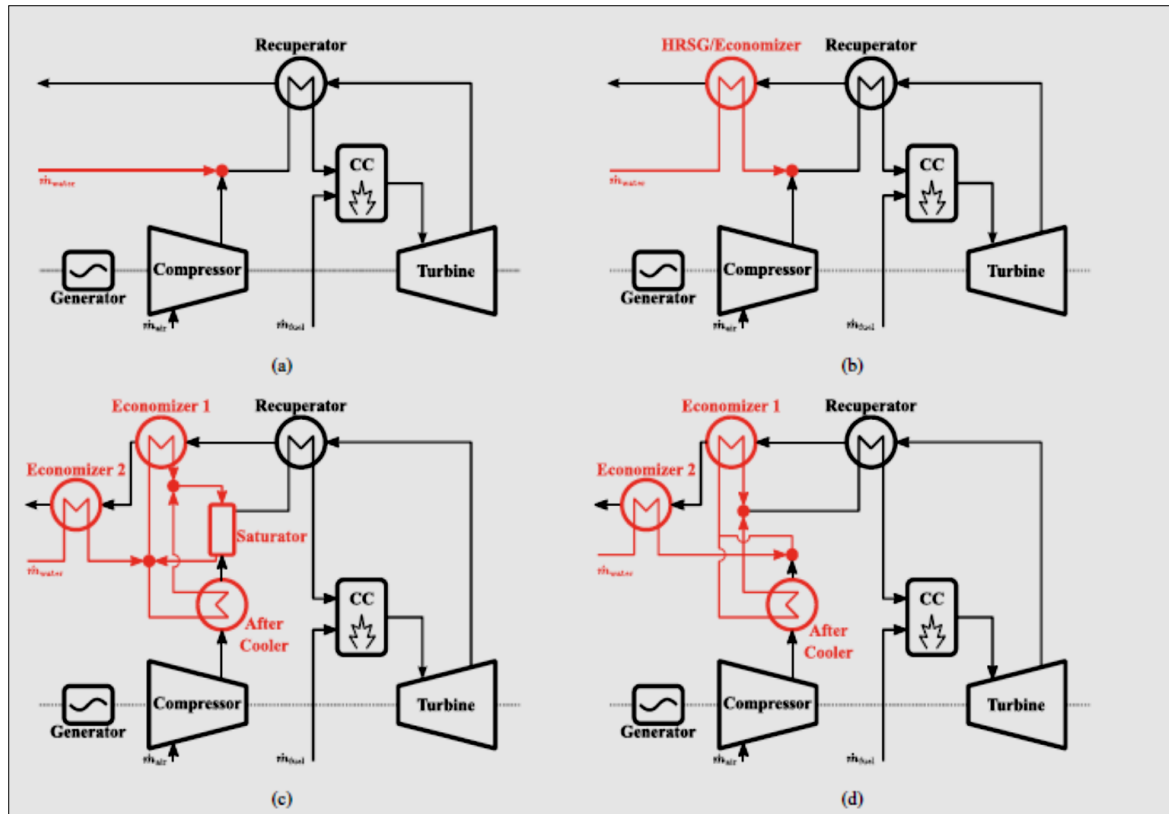 Recuperator
ṁwater
CC
Compressor
Turbine
Generator
ṁair
ṁfuel
(a)
HRSG/Economizer
Recuperator
ṁwater
CC
Compressor
Turbine
Generator
ṁair
ṁfuel
(b)
Economizer 1
Recuperator
Economizer 2
Saturator
ṁwater
CC
After
Cooler
Compressor
Turbine
Generator
ṁair
ṁfuel
(c)
Economizer 1
Recuperator
Economizer 2
ṁwater
CC
After
Cooler
Compressor
Turbine
Generator
ṁair
ṁfuel
(d)